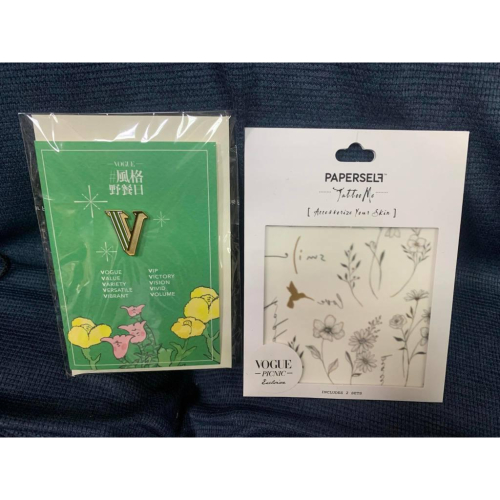 VOGUE
#風格
野餐日
V
VOGUE
VALUE
VARIETY
VERSATILE
VIBRANT
VIP
VICTORY
VISION
VIVID
VOLUME
PAPERSELF
Tattoo Me
[ Accessorize Your Skin ]
VOGUE
PICNIC
Exclusive
INCLUDES 2 SETS